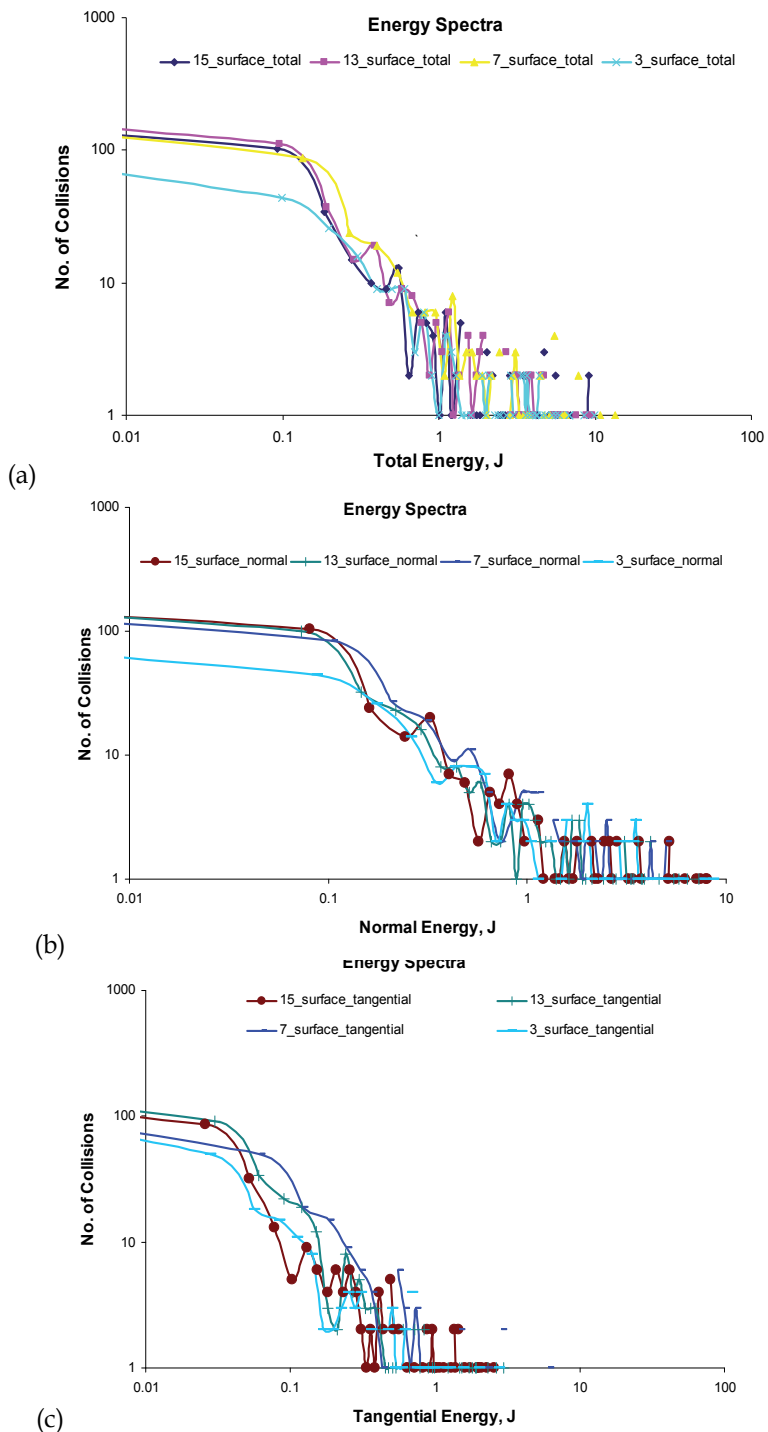 Energy Spectra
15_surface_total 13_surface_total 7_surface_total 3_surface_total
1000
100
10
1
No. of Collisions
0.01 0.1 1 10 100
Total Energy, J
(a)
Energy Spectra
15_surface_normal 13_surface_normal 7_surface_normal 3_surface_normal
1000
100
10
1
No. of Collisions
0.01 0.1 1 10
Normal Energy, J
(b)
Energy Spectra
15_surface_tangential 13_surface_tangential
7_surface_tangential 3_surface_tangential
1000
100
10
1
No. of Collisions
0.01 0.1 1 10 100
Tangential Energy, J
(c)